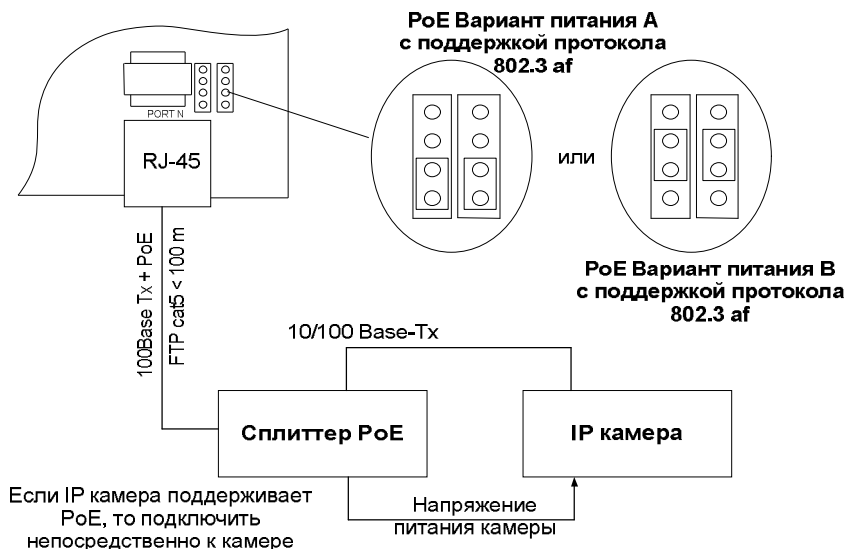 PoE Вариант питания А
с поддержкой протокола
802.3 af
PORT N
RJ-45
или
PoE Вариант питания В
с поддержкой протокола
802.3 af
100Base Tx + PoE
FTP cat5 < 100 m
10/100 Base-Tx
Сплиттер PoE
IP камера
Если IP камера поддерживает
PoE, то подключить
непосредственно к камере
Напряжение
питания камеры